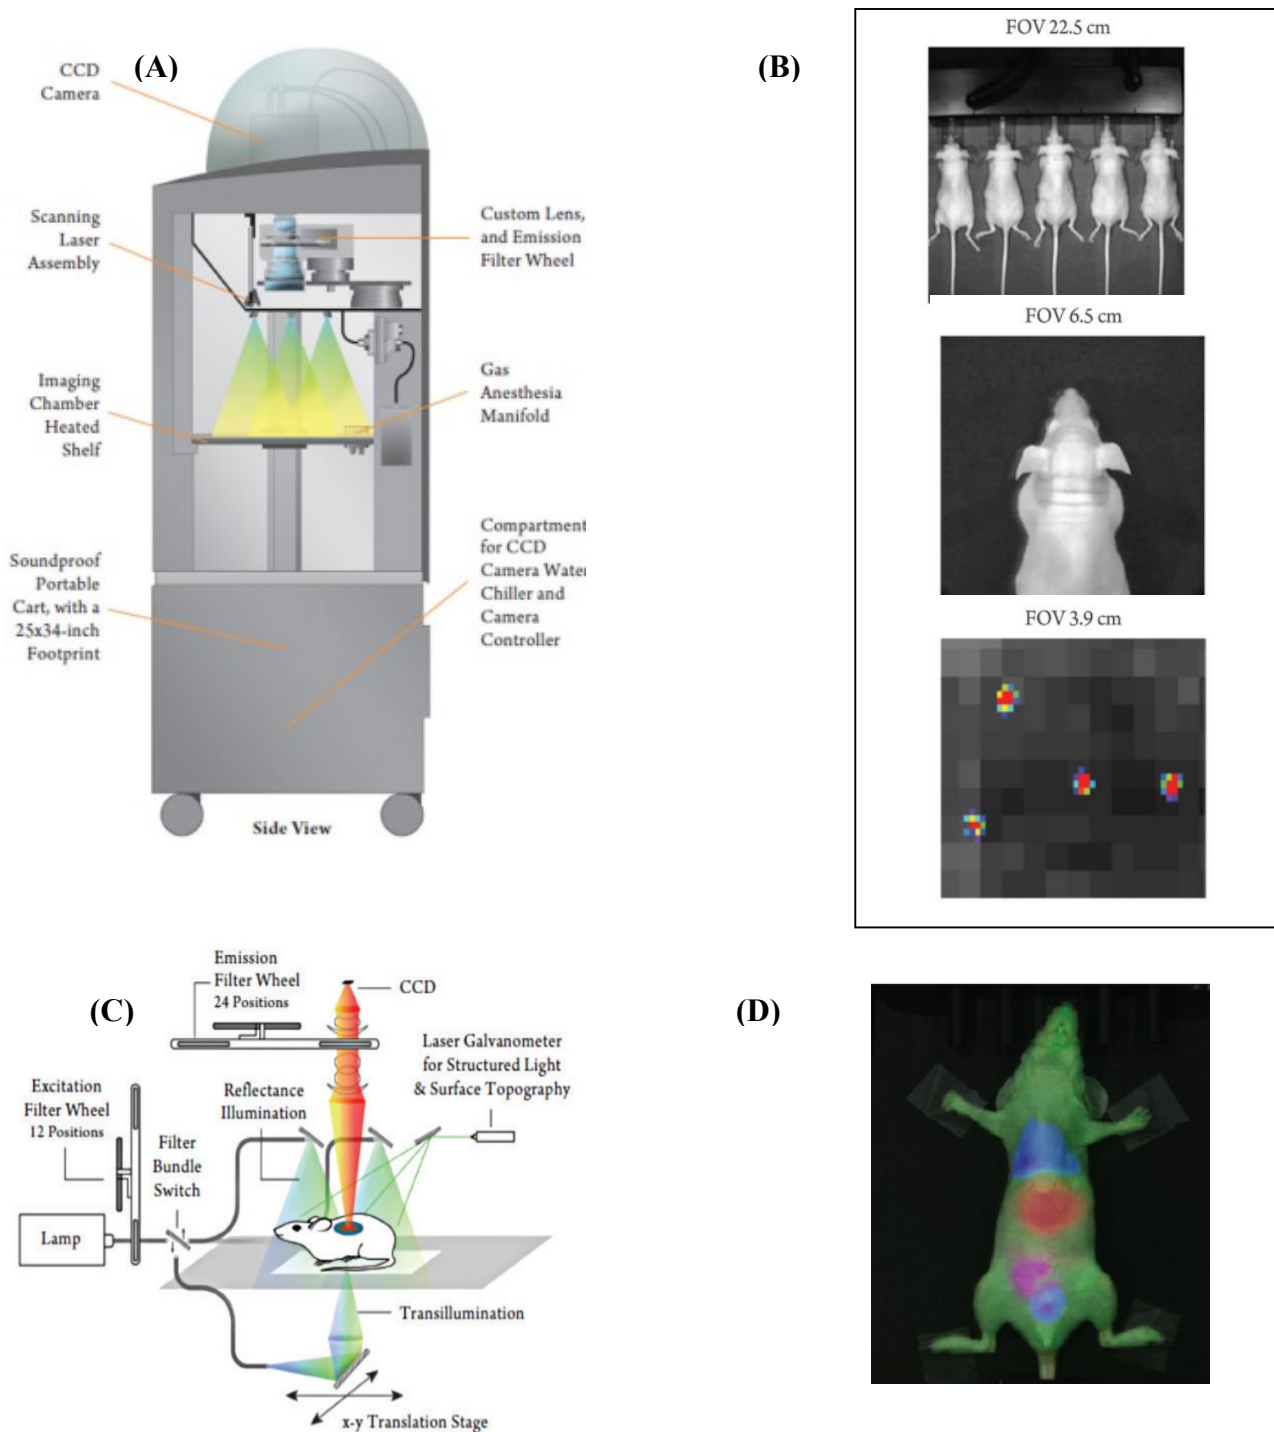 (A)
CCD
Camera
Scanning
Laser
Assembly
Custom Lens,
and Emission
Filter Wheel
Imaging
Chamber
Heated
Shelf
Gas
Anesthesia
Manifold
Soundproof
Portable
Cart, with a
25x34-inch
Footprint
Compartment
for CCD
Camera Water
Chiller and
Camera
Controller
Side View
(B)
FOV 22.5 cm
FOV 6.5 cm
FOV 3.9 cm
(C)
Emission
Filter Wheel
24 Positions
CCD
Laser Galvanometer
for Structured Light
& Surface Topography
Excitation
Filter Wheel
12 Positions
Reflectance
Illumination
Filter
Bundle
Switch
Lamp
Transillumination
x-y Translation Stage
(D)